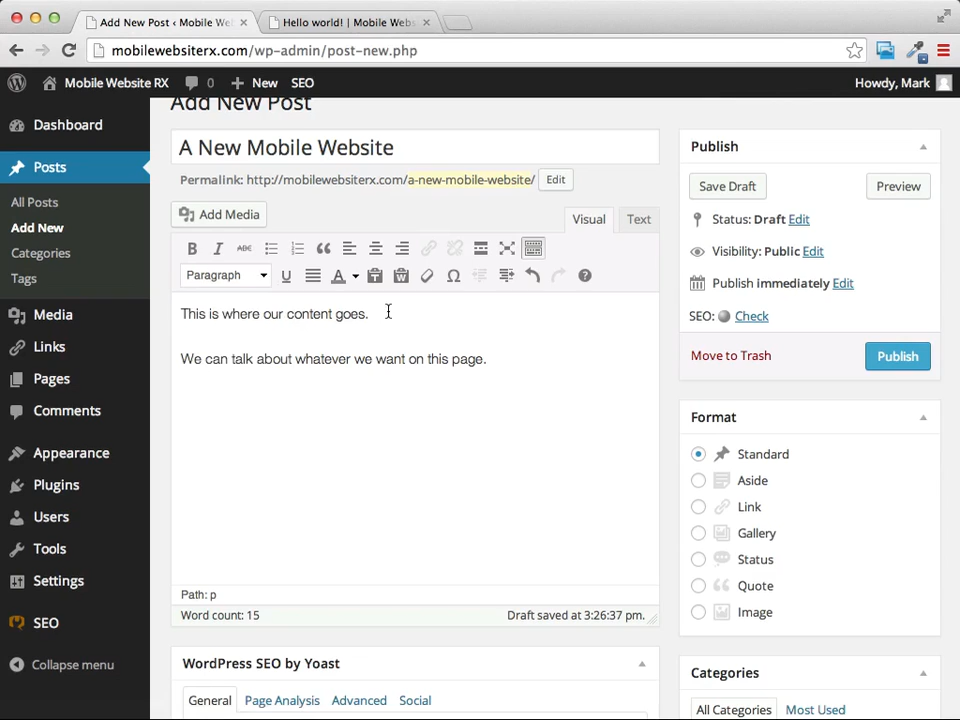 Add New Post ‹ Mobile We
Hello world! | Mobile Webs
mobilewebsiterx.com/wp-admin/post-new.php
Mobile Website RX 0 New SEO Howdy, Mark
Dashboard
Posts
All Posts
Add New
Categories
Tags
Media
Links
Pages
Comments
Appearance
Plugins
Users
Tools
Settings
SEO
Collapse menu
Add New Post
A New Mobile Website
Permalink: http://mobilewebsiterx.com/a-new-mobile-website/ Edit
Add Media
Visual Text
B I ABC
Paragraph U A T W Ω ?
This is where our content goes.
We can talk about whatever we want on this page.
Path: p
Word count: 15 Draft saved at 3:26:37 pm.
WordPress SEO by Yoast
General Page Analysis Advanced Social
Publish
Save Draft Preview
Status: Draft Edit
Visibility: Public Edit
Publish immediately Edit
SEO: Check
Move to Trash Publish
Format
Standard
Aside
Link
Gallery
Status
Quote
Image
Categories
All Categories Most Used